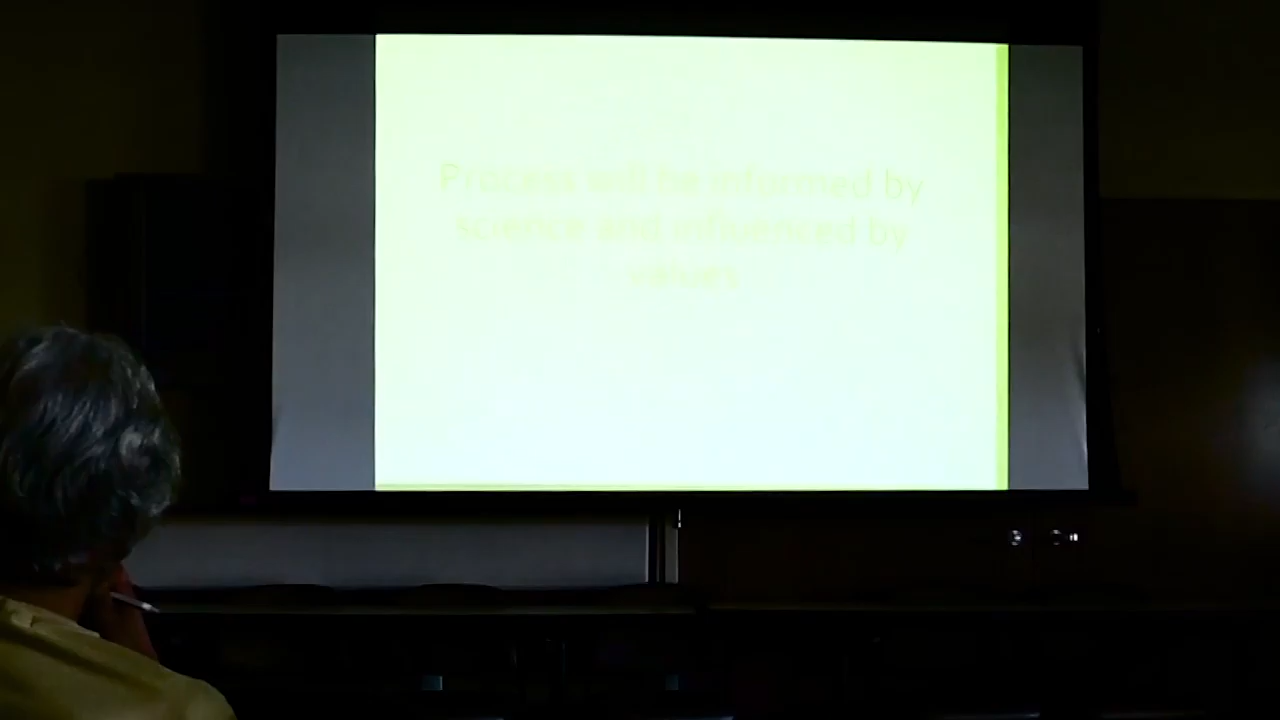 Process will be informed by
science and influenced by
values